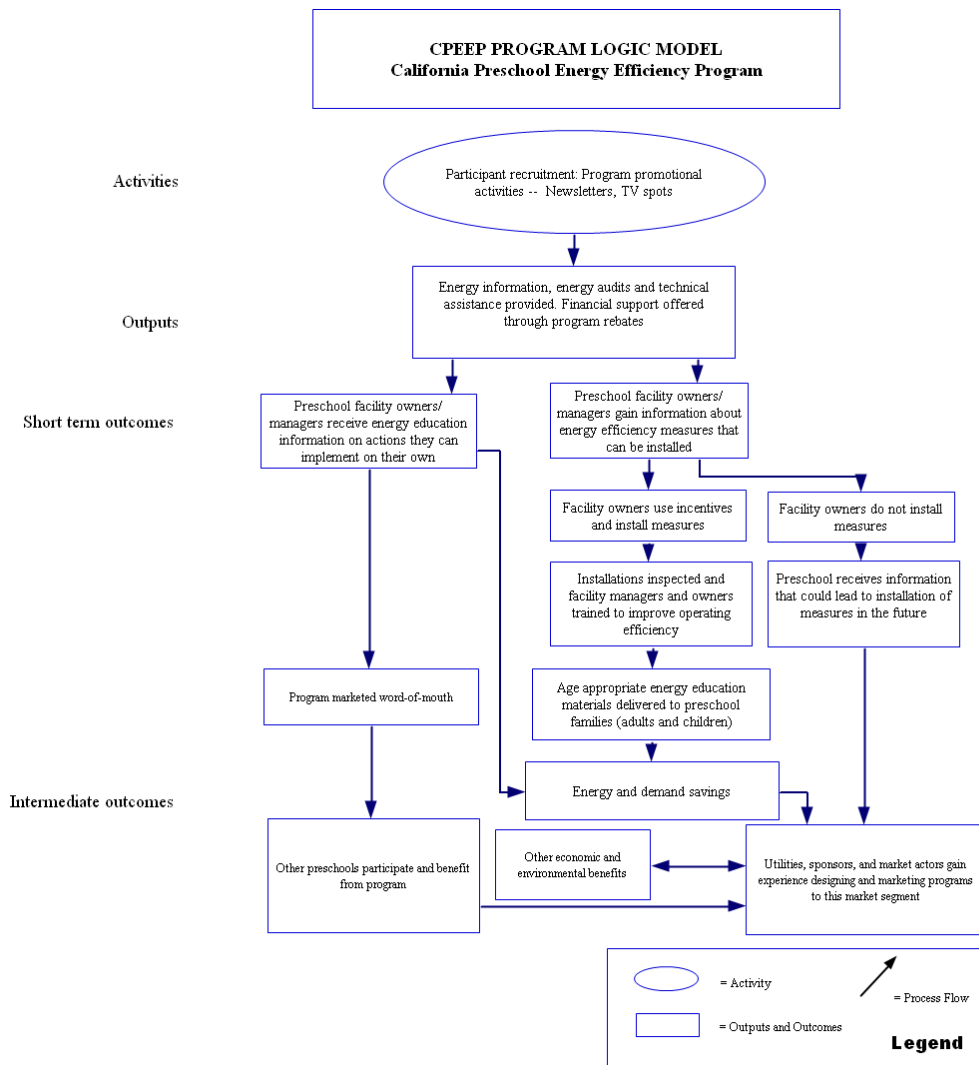 CPEEP PROGRAM LOGIC MODEL
California Preschool Energy Efficiency Program
Activities
Participant recruitment: Program promotional
activities -- Newsletters, TV spots
Outputs
Energy information, energy audits and technical
assistance provided. Financial support offered
through program rebates
Short term outcomes
Preschool facility owners/
managers receive energy education
information on actions they can
implement on their own
Preschool facility owners/
managers gain information about
energy efficiency measures that
can be installed
Facility owners use incentives
and install measures
Facility owners do not install
measures
Installations inspected and
facility managers and owners
trained to improve operating
efficiency
Preschool receives information
that could lead to installation of
measures in the future
Program marketed word-of-mouth
Age appropriate energy education
materials delivered to preschool
families (adults and children)
Intermediate outcomes
Energy and demand savings
Other preschools participate and benefit
from program
Other economic and
environmental benefits
Utilities, sponsors, and market actors gain
experience designing and marketing programs
to this market segment
= Activity
= Process Flow
= Outputs and Outcomes
Legend